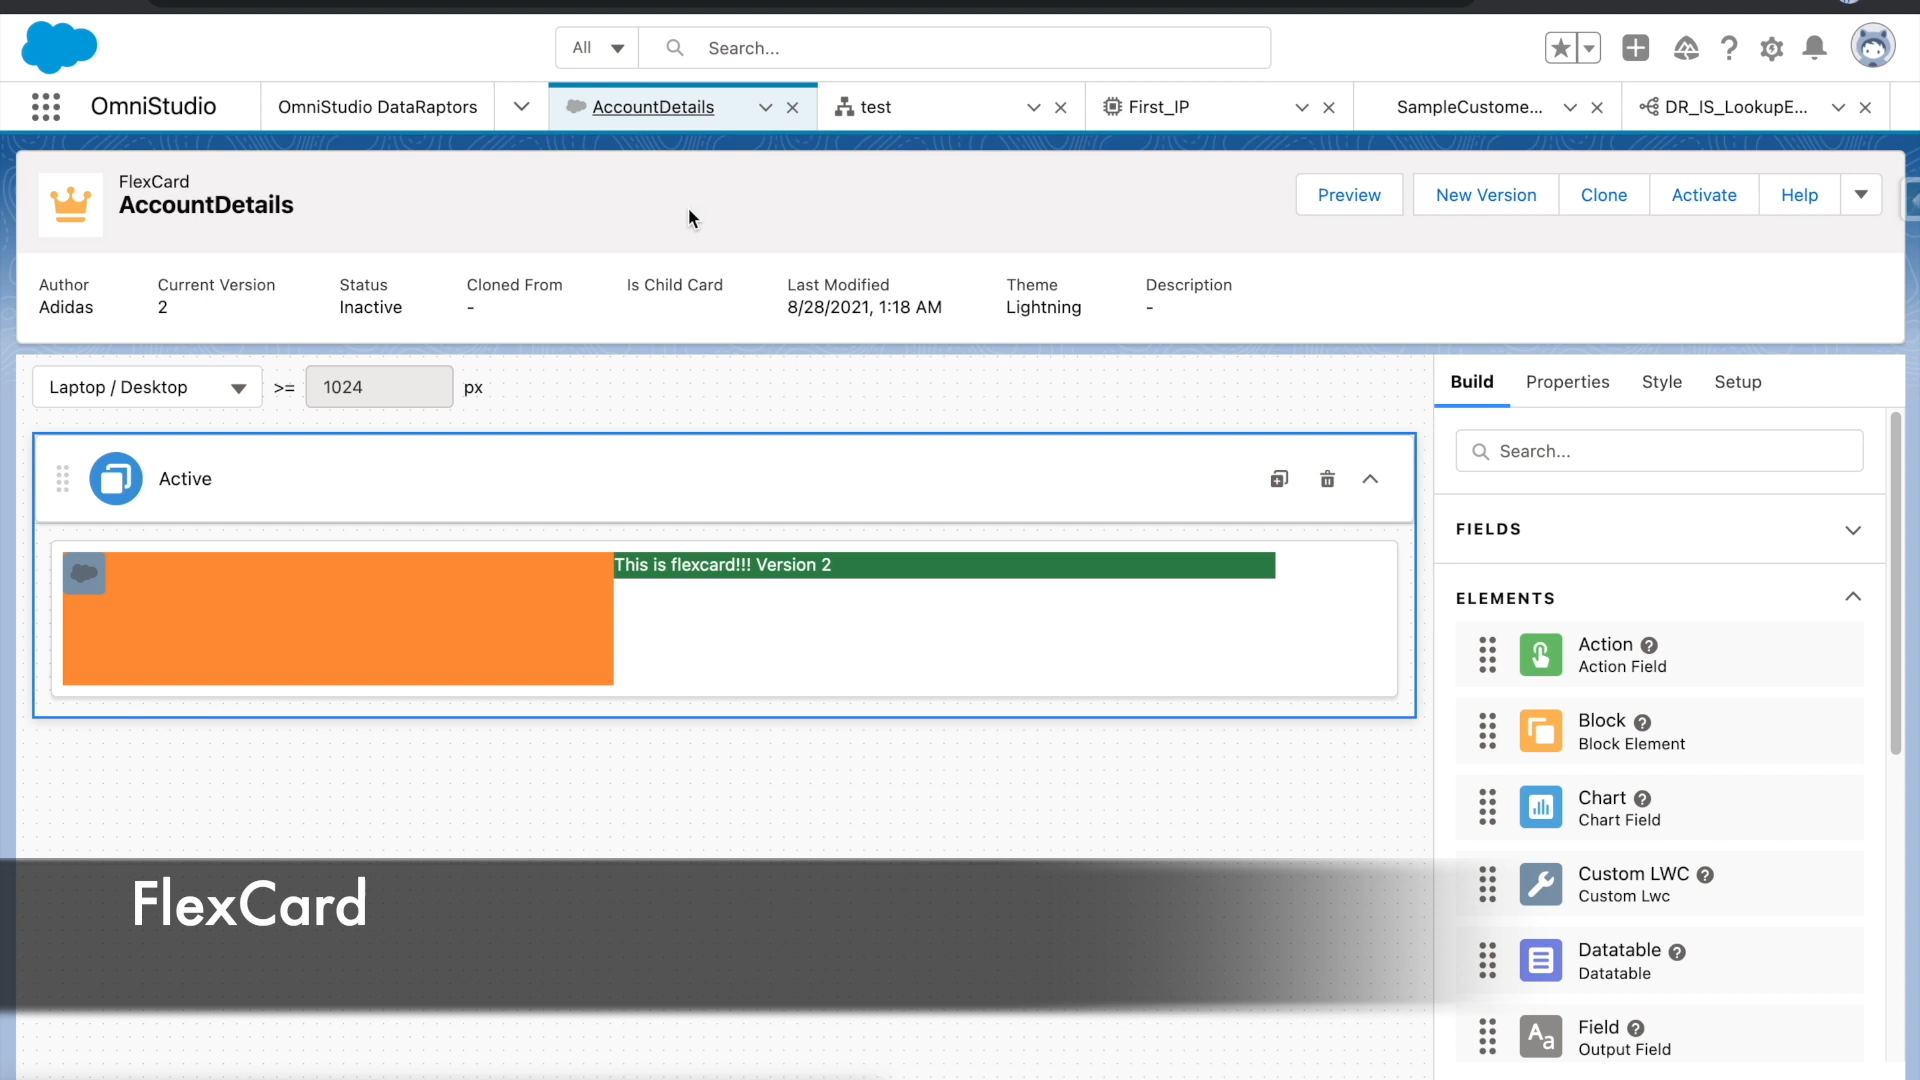 All
Search...
OmniStudio
OmniStudio DataRaptors
AccountDetails
test
First_IP
SampleCustome...
DR_IS_LookupE...
FlexCard
AccountDetails
Preview
New Version
Clone
Activate
Help
Author
Adidas
Current Version
2
Status
Inactive
Cloned From
-
Is Child Card
Last Modified
8/28/2021, 1:18 AM
Theme
Lightning
Description
-
Laptop / Desktop
>=
1024
px
Active
This is flexcard!!! Version 2
Build
Properties
Style
Setup
Search...
FIELDS
ELEMENTS
Action
Action Field
Block
Block Element
Chart
Chart Field
Custom LWC
Custom Lwc
Datatable
Datatable
Aa
Field
Output Field
FlexCard